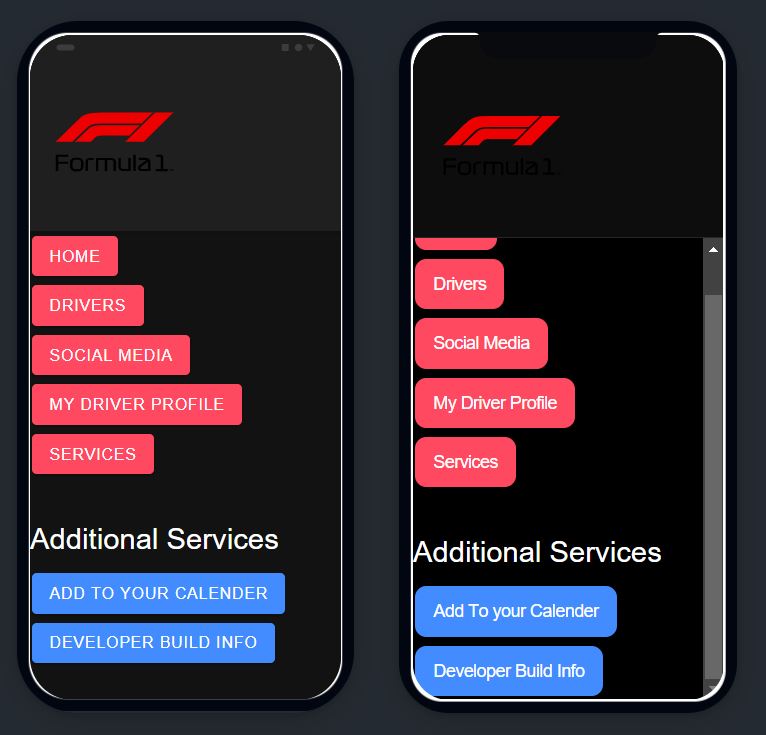 Formula 1
HOME
DRIVERS
SOCIAL MEDIA
MY DRIVER PROFILE
SERVICES
Additional Services
ADD TO YOUR CALENDER
DEVELOPER BUILD INFO
Formula 1
Drivers
Social Media
My Driver Profile
Services
Additional Services
Add To your Calender
Developer Build Info